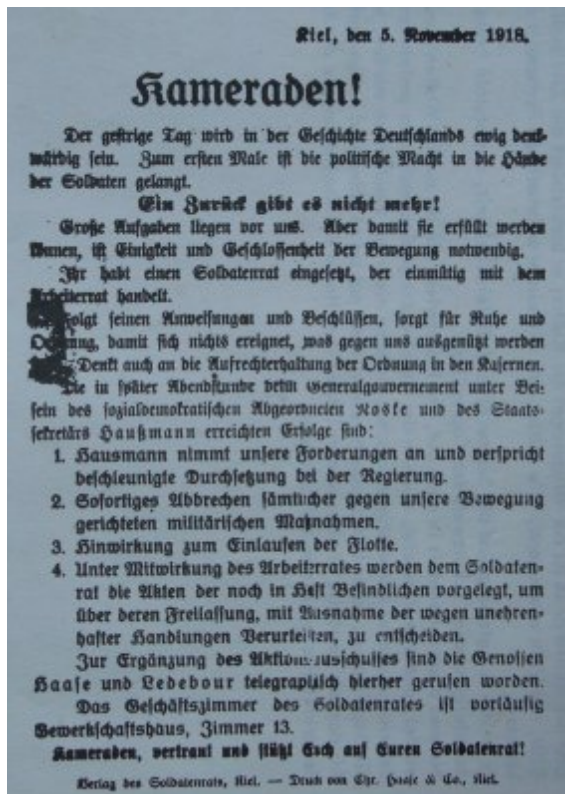 Kiel, den 5. November 1918.
Kameraden!
Der gestrige Tag wird in der Geschichte Deutschlands ewig denk-
würdig sein. Zum ersten Male ist die politische Macht in die Hände
der Soldaten gelangt.
Ein Zurück gibt es nicht mehr!
Große Aufgaben liegen vor uns. Aber damit sie erfüllt werden
können, ist Einigkeit und Geschlossenheit der Bewegung notwendig.
Ihr habt einen Soldatenrat eingesetzt, der einmütig mit dem
Arbeiterrat handelt.
Folgt seinen Anweisungen und Beschlüssen, sorgt für Ruhe und
Ordnung, damit sich nichts ereignet, was gegen uns ausgenützt werden
Denkt auch an die Aufrechterhaltung der Ordnung in den Kasernen.
Die in später Abendstunde beim Generalgouvernement unter Bei-
sein des sozialdemokratischen Abgeordneten Noske und des Staats-
sekretärs Haußmann erreichten Erfolge sind:
1. Hausmann nimmt unsere Forderungen an und verspricht
beschleunigte Durchsetzung bei der Regierung.
2. Sofortiges Abbrechen sämtlicher gegen unsere Bewegung
gerichteten militärischen Maßnahmen.
3. Hinwirkung zum Einlaufen der Flotte.
4. Unter Mitwirkung des Arbeiterrates werden dem Soldaten-
rat die Akten der noch in Haft Befindlichen vorgelegt, um
über deren Freilassung, mit Ausnahme der wegen unehren-
hafter Handlungen Verurteilten, zu entscheiden.
Zur Ergänzung des Aktionsausschusses sind die Genossen
Haase und Ledebour telegraphisch hierher gerufen worden.
Das Geschäftszimmer des Soldatenrates ist vorläufig
Gewerkschaftshaus, Zimmer 13.
Kameraden, vertraut und stützt Euch auf Euren Soldatenrat!
Verlag des Soldatenrats, Kiel. — Druck von Chr. Haase & Co., Kiel.